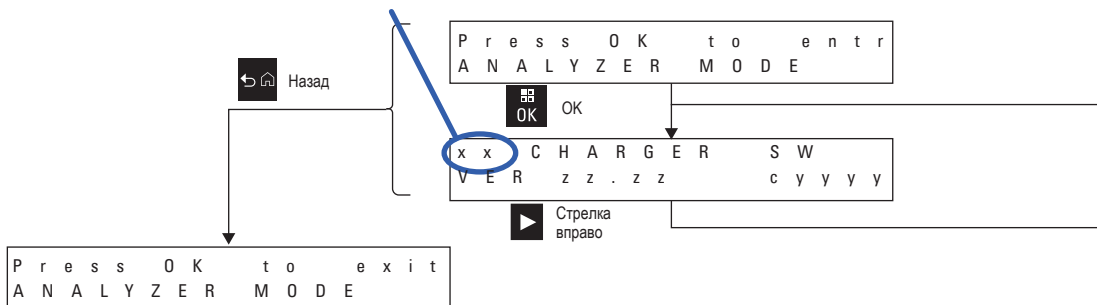 Press OK to entr
ANALYZER MODE
Назад
OK
OK
xx CHARGER SW
VER zz.zz cyyyy
Стрелка
вправо
Press OK to exit
ANALYZER MODE